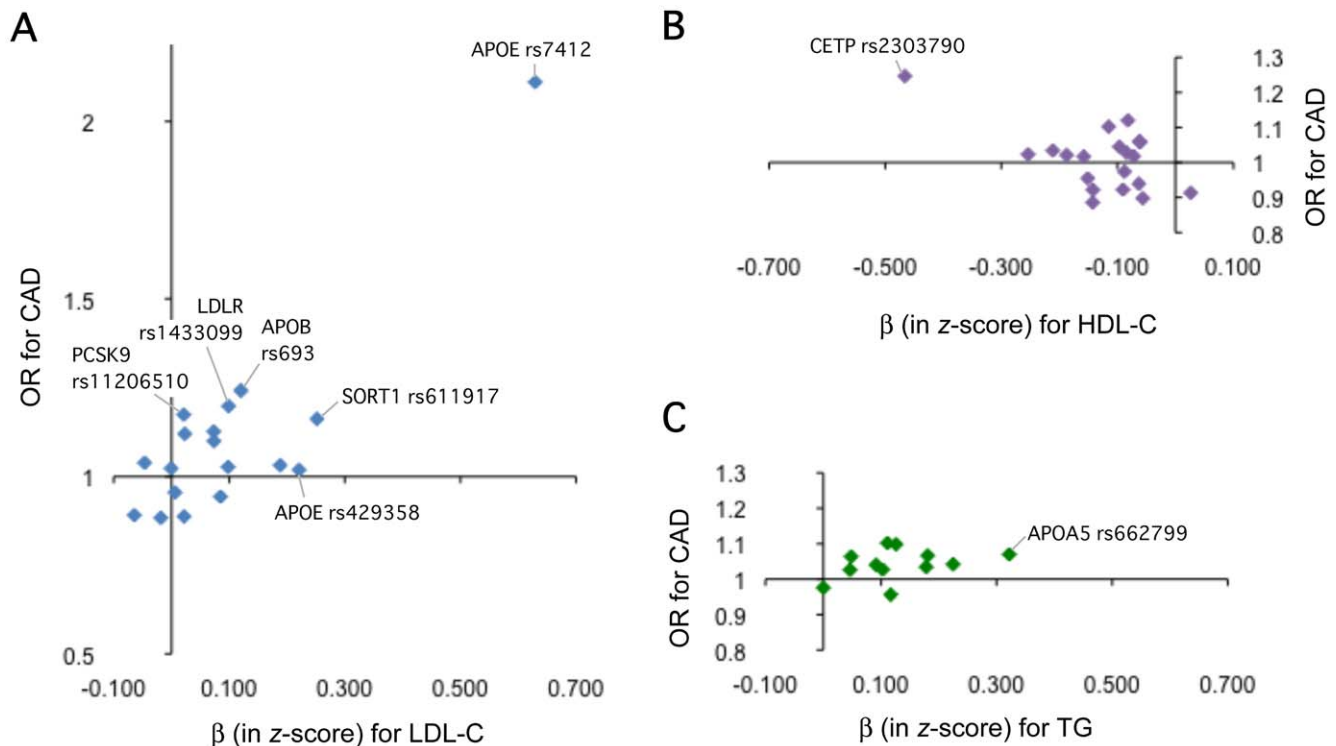 A
APOE rs7412
2
1.5
LDLR
rs1433099
APOB
rs693
PCSK9
rs11206510
SORT1 rs611917
1
APOE rs429358
0.5
-0.100 0.100 0.300 0.500 0.700
OR for CAD
β (in z-score) for LDL-C
B
CETP rs2303790
1.3
1.2
1.1
1
0.9
0.8
OR for CAD
-0.700 -0.500 -0.300 -0.100 0.100
β (in z-score) for HDL-C
C
1.3
1.2
1.1
APOA5 rs662799
1
0.9
0.8
OR for CAD
-0.100 0.100 0.300 0.500 0.700
β (in z-score) for TG